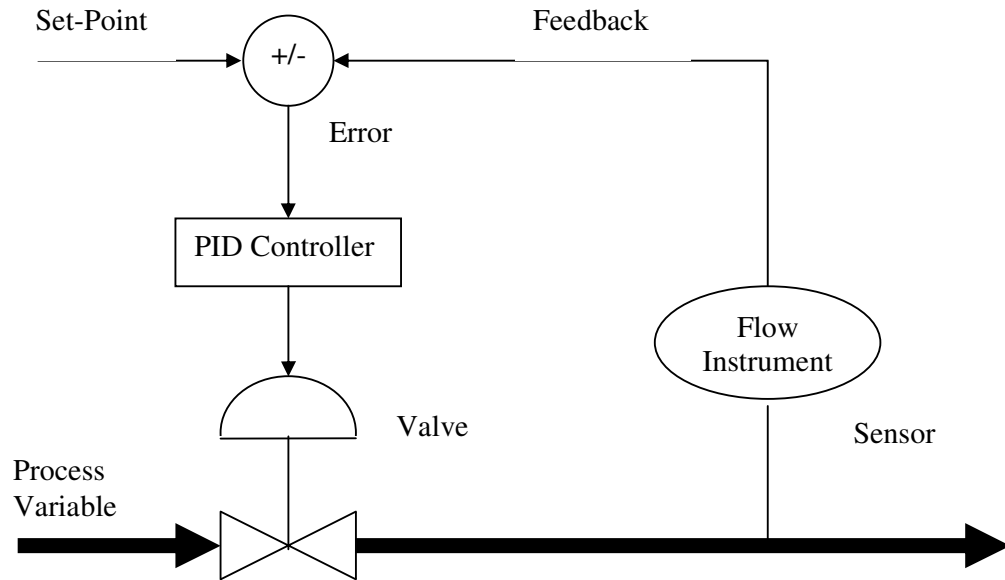 Set-Point
+/-
Feedback
Error
PID Controller
Flow
Instrument
Valve
Sensor
Process
Variable